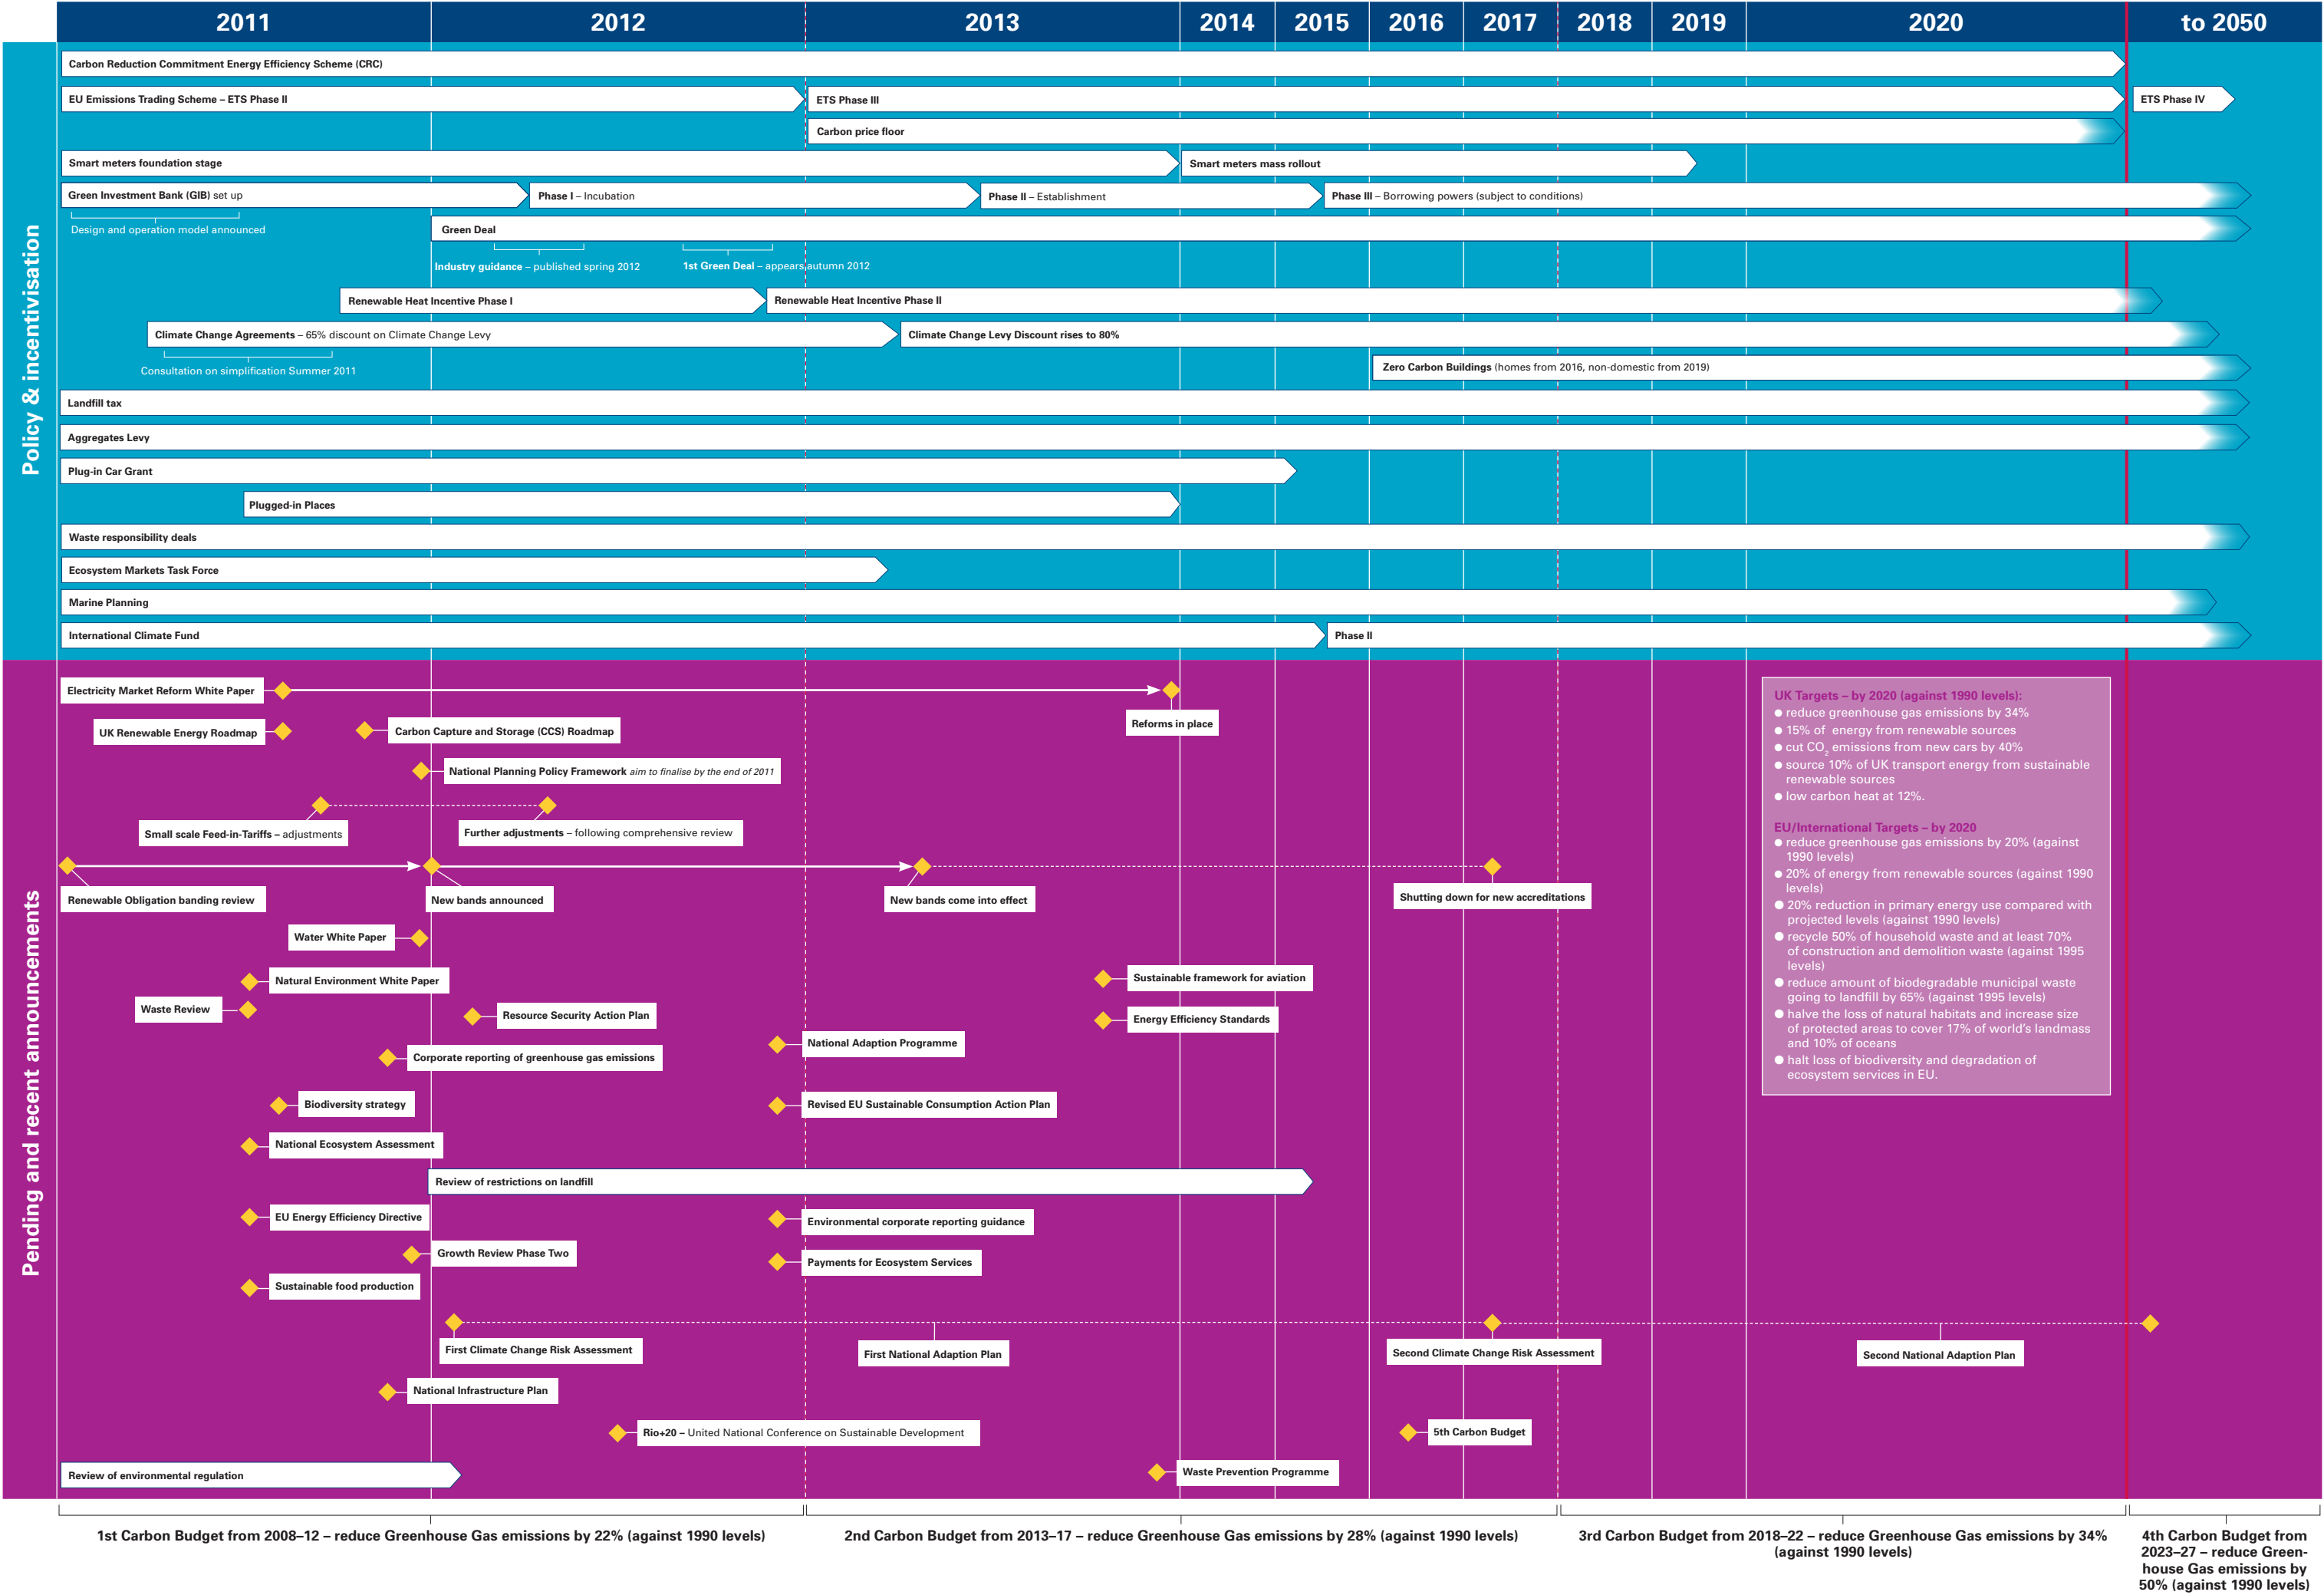 2011 2012 2013 2014 2015 2016 2017 2018 2019 2020 to 2050
Policy & incentivisation
Carbon Reduction Commitment Energy Efficiency Scheme (CRC)
EU Emissions Trading Scheme – ETS Phase II
ETS Phase III
ETS Phase IV
Carbon price floor
Smart meters foundation stage
Smart meters mass rollout
Green Investment Bank (GIB) set up
Phase I – Incubation
Phase II – Establishment
Phase III – Borrowing powers (subject to conditions)
Design and operation model announced
Green Deal
Industry guidance – published spring 2012
1st Green Deal – appears autumn 2012
Renewable Heat Incentive Phase I
Renewable Heat Incentive Phase II
Climate Change Agreements – 65% discount on Climate Change Levy
Climate Change Levy Discount rises to 80%
Consultation on simplification Summer 2011
Zero Carbon Buildings (homes from 2016, non-domestic from 2019)
Landfill tax
Aggregates Levy
Plug-in Car Grant
Plugged-in Places
Waste responsibility deals
Ecosystem Markets Task Force
Marine Planning
International Climate Fund
Phase II
Pending and recent announcements
Electricity Market Reform White Paper
Reforms in place
UK Renewable Energy Roadmap
Carbon Capture and Storage (CCS) Roadmap
National Planning Policy Framework aim to finalise by the end of 2011
Small scale Feed-in-Tariffs – adjustments
Further adjustments – following comprehensive review
Renewable Obligation banding review
New bands announced
New bands come into effect
Shutting down for new accreditations
Water White Paper
Natural Environment White Paper
Sustainable framework for aviation
Waste Review
Resource Security Action Plan
Energy Efficiency Standards
National Adaption Programme
Corporate reporting of greenhouse gas emissions
Biodiversity strategy
Revised EU Sustainable Consumption Action Plan
National Ecosystem Assessment
Review of restrictions on landfill
EU Energy Efficiency Directive
Environmental corporate reporting guidance
Growth Review Phase Two
Payments for Ecosystem Services
Sustainable food production
First Climate Change Risk Assessment
First National Adaption Plan
Second Climate Change Risk Assessment
Second National Adaption Plan
National Infrastructure Plan
Rio+20 – United National Conference on Sustainable Development
5th Carbon Budget
Review of environmental regulation
Waste Prevention Programme
UK Targets – by 2020 (against 1990 levels):
● reduce greenhouse gas emissions by 34%
● 15% of energy from renewable sources
● cut CO2 emissions from new cars by 40%
● source 10% of UK transport energy from sustainable
renewable sources
● low carbon heat at 12%.
EU/International Targets – by 2020
● reduce greenhouse gas emissions by 20% (against
1990 levels)
● 20% of energy from renewable sources (against 1990
levels)
● 20% reduction in primary energy use compared with
projected levels (against 1990 levels)
● recycle 50% of household waste and at least 70%
of construction and demolition waste (against 1995
levels)
● reduce amount of biodegradable municipal waste
going to landfill by 65% (against 1995 levels)
● halve the loss of natural habitats and increase size
of protected areas to cover 17% of world's landmass
and 10% of oceans
● halt loss of biodiversity and degradation of
ecosystem services in EU.
1st Carbon Budget from 2008–12 – reduce Greenhouse Gas emissions by 22% (against 1990 levels)
2nd Carbon Budget from 2013–17 – reduce Greenhouse Gas emissions by 28% (against 1990 levels)
3rd Carbon Budget from 2018–22 – reduce Greenhouse Gas emissions by 34%
(against 1990 levels)
4th Carbon Budget from
2023–27 – reduce Green-
house Gas emissions by
50% (against 1990 levels)